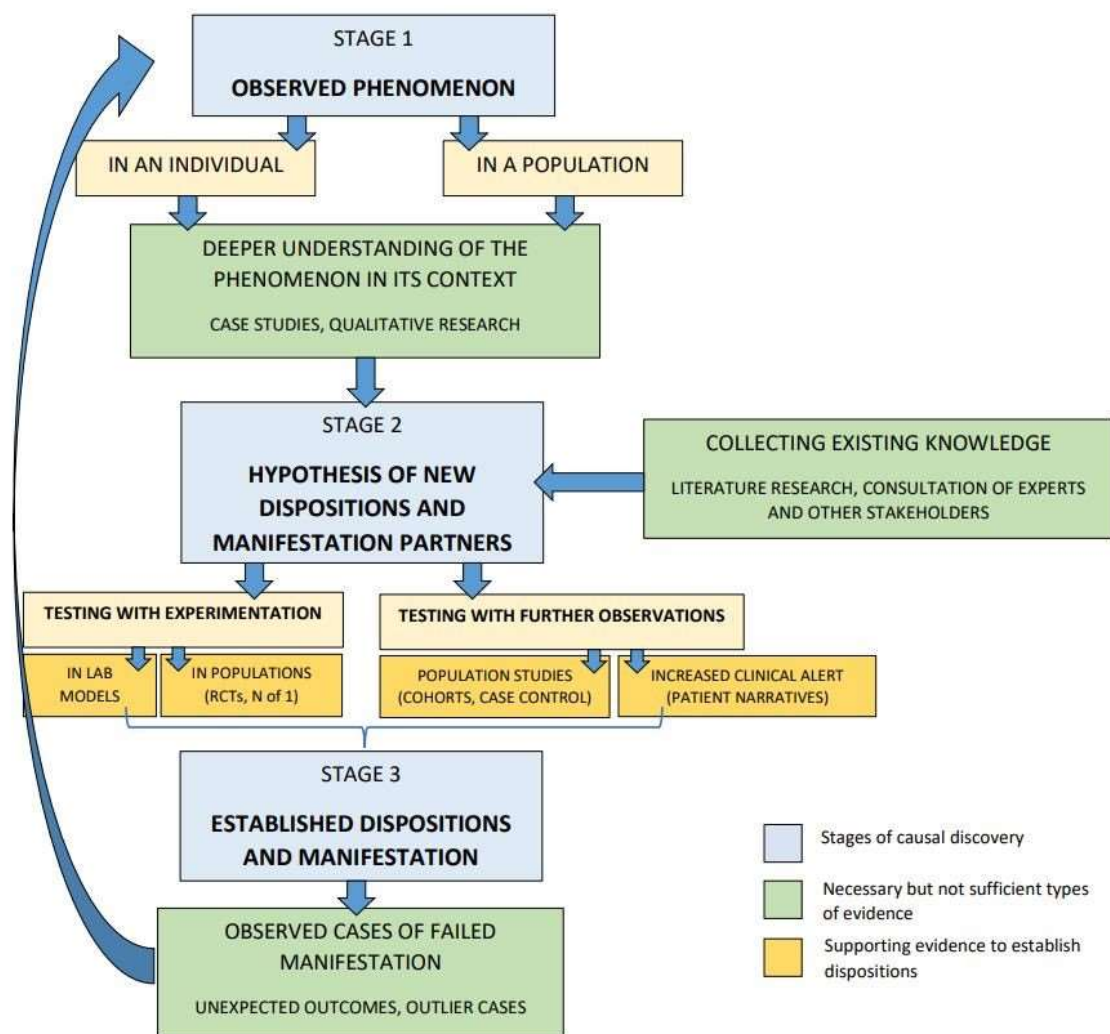 STAGE 1
OBSERVED PHENOMENON
IN AN INDIVIDUAL
IN A POPULATION
DEEPER UNDERSTANDING OF THE
PHENOMENON IN ITS CONTEXT
CASE STUDIES, QUALITATIVE RESEARCH
STAGE 2
HYPOTHESIS OF NEW
DISPOSITIONS AND
MANIFESTATION PARTNERS
COLLECTING EXISTING KNOWLEDGE
LITERATURE RESEARCH, CONSULTATION OF EXPERTS
AND OTHER STAKEHOLDERS
TESTING WITH EXPERIMENTATION
TESTING WITH FURTHER OBSERVATIONS
IN LAB
MODELS
IN POPULATIONS
(RCTs, N of 1)
POPULATION STUDIES
(COHORTS, CASE CONTROL)
INCREASED CLINICAL ALERT
(PATIENT NARRATIVES)
STAGE 3
ESTABLISHED DISPOSITIONS
AND MANIFESTATION
OBSERVED CASES OF FAILED
MANIFESTATION
UNEXPECTED OUTCOMES, OUTLIER CASES
Stages of causal discovery
Necessary but not sufficient types
of evidence
Supporting evidence to establish
dispositions